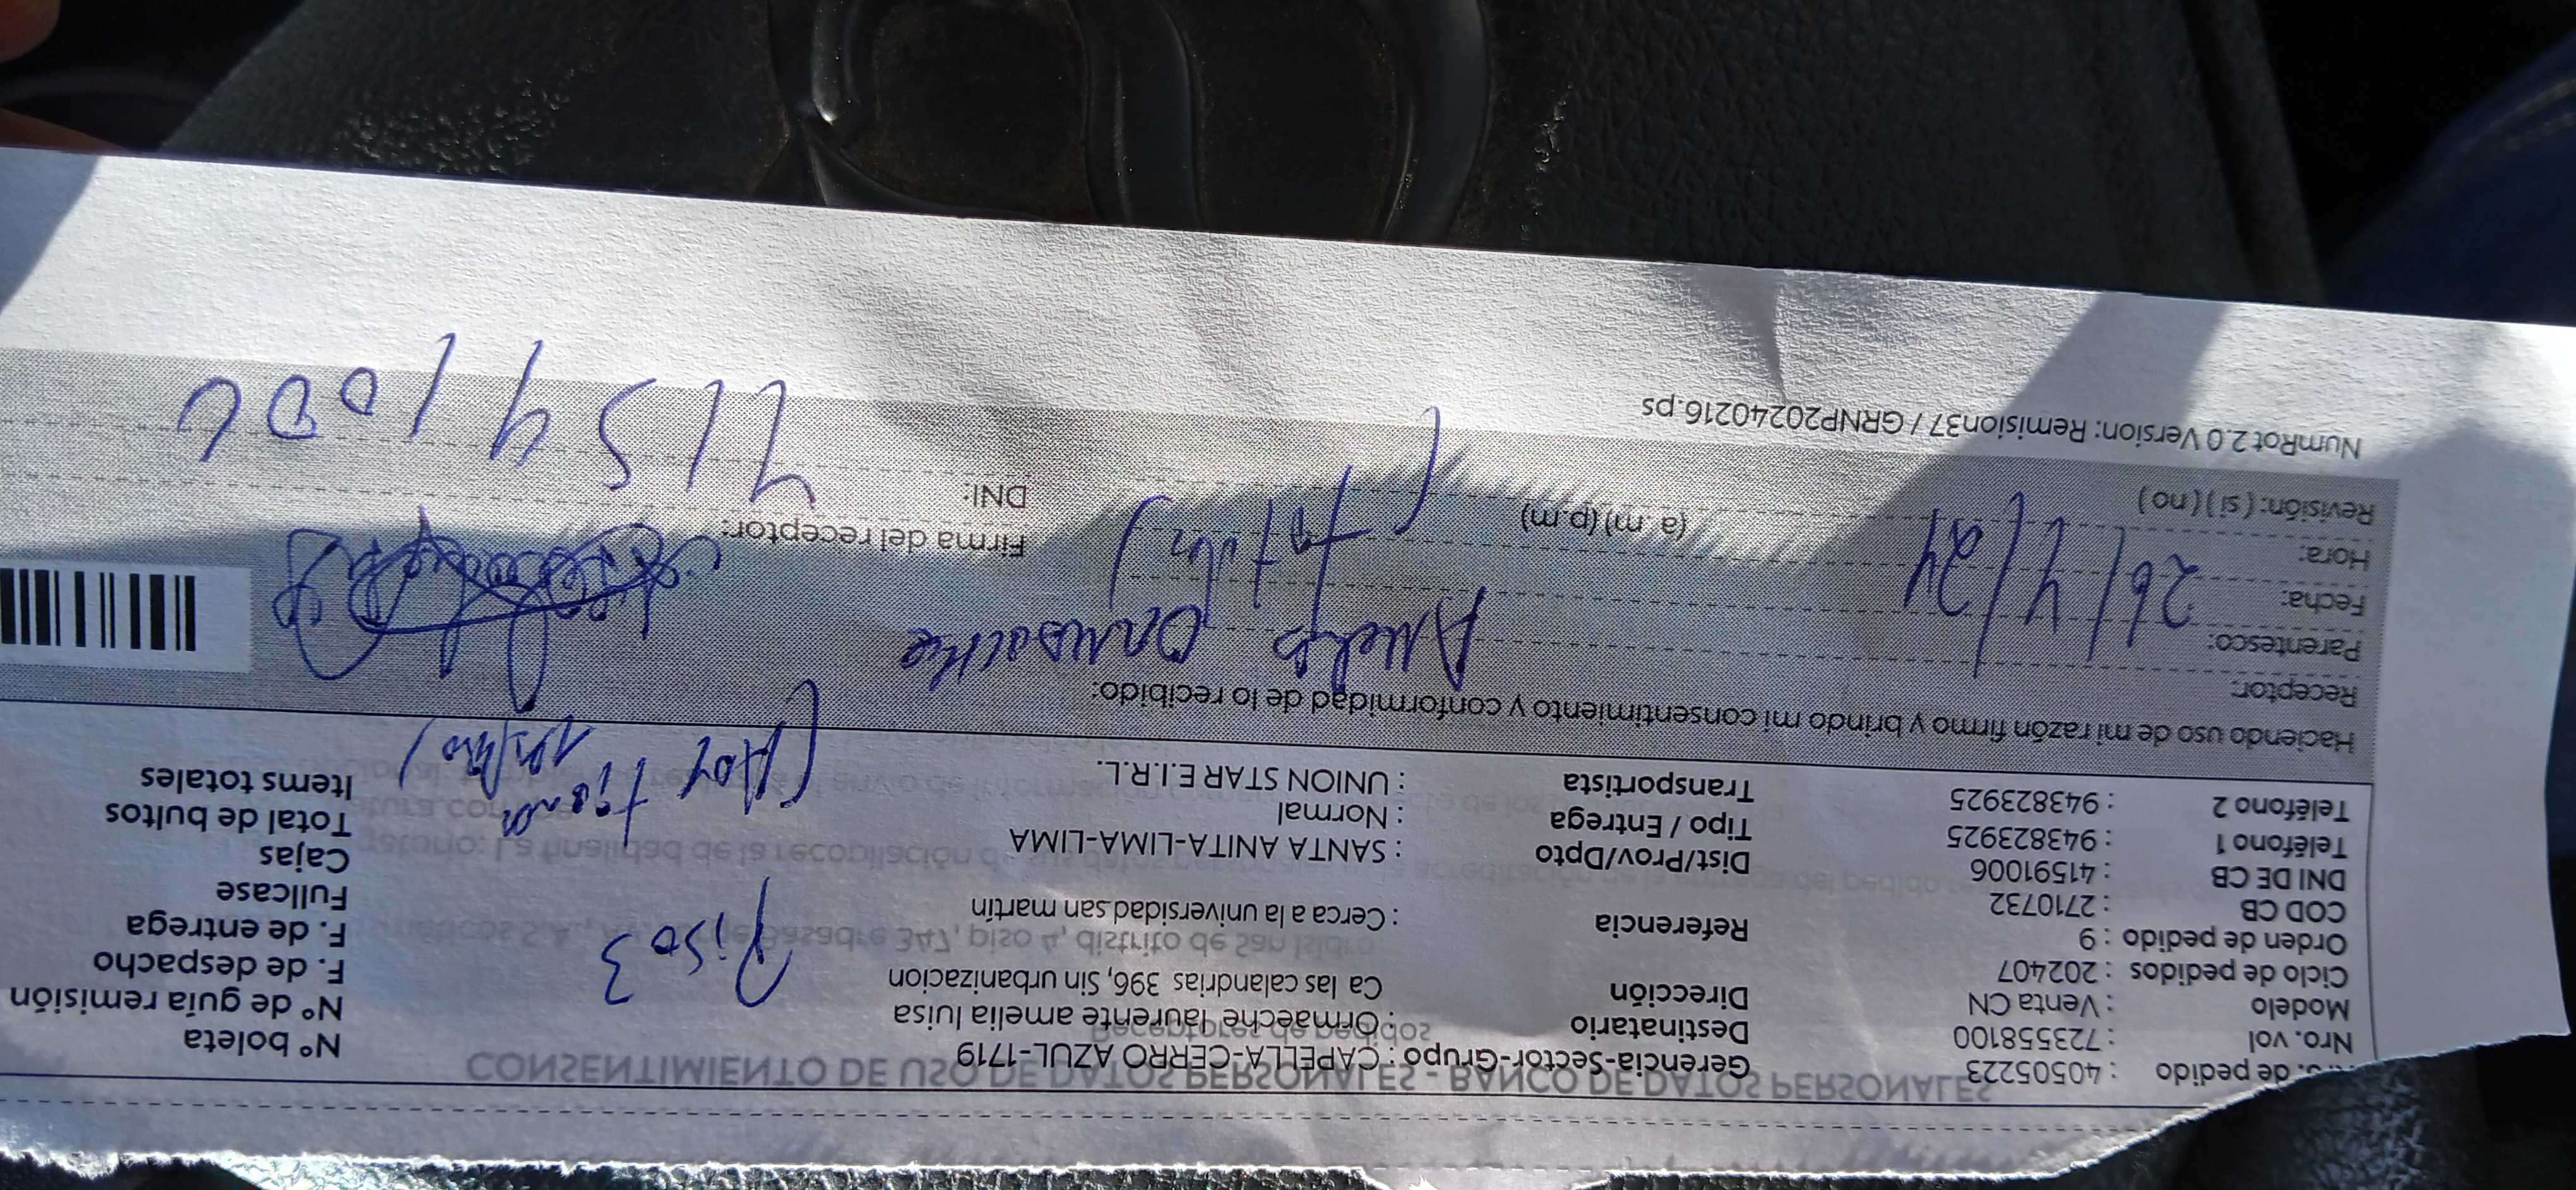 Nro. de pedido : 40505223
Nro. vol : 723558100
Modelo : Venta CN
Ciclo de pedidos : 202407
Orden de pedido : 9
COD CB : 2710732
DNI DE CB : 41591006
Teléfono 1 : 943823925
Teléfono 2 : 943823925
Gerencia-Sector-Grupo : CAPELLA-CERRO AZUL-1719
Destinatario : Ormaeche laurente amelia luisa
Dirección Ca las calandrias 396, Sin urbanizacion
Referencia : Cerca a la universidad san martín
Dist/Prov/Dpto : SANTA ANITA-LIMA-LIMA
Tipo / Entrega : Normal
Transportista : UNION STAR E.I.R.L.
Piso 3
N° boleta
N° de guía remisión
F. de despacho
F. de entrega
Fullcase
Cajas
Total de bultos
Items totales
Haciendo uso de mi razón firmo y brindo mi consentimiento y conformidad de lo recibido:
Receptor:
Parentesco:
Fecha: 26/4/24
Hora: (a.m) (p.m)
Revisión: (si) (no)
Firma del receptor:
DNI:
NumRot 2.0 Version: Remision37 / GRNP20240216.ps
CONSENTIMIENTO DE USO DE DATOS PERSONALES - BANCO DE DATOS PERSONALES
Receptores de pedidos